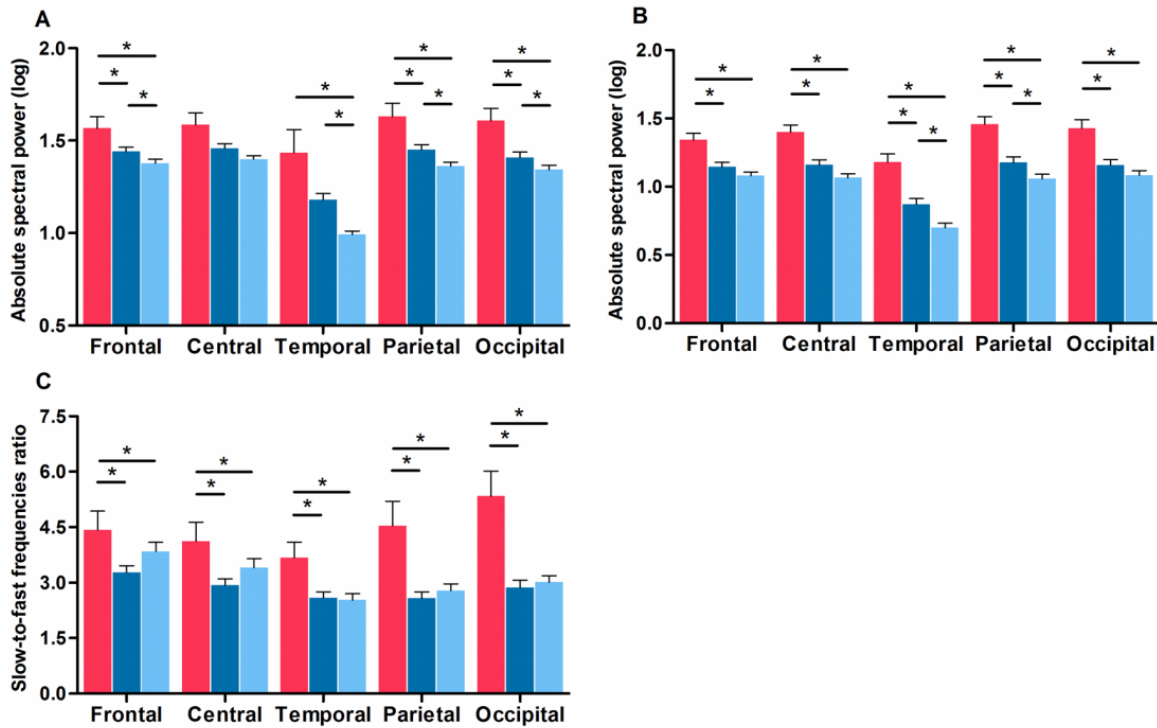 A
Absolute spectral power (log)
2.0
1.5
1.0
0.5
* * *
* * *
* * *
* * *
Frontal Central Temporal Parietal Occipital
B
Absolute spectral power (log)
2.0
1.5
1.0
0.5
0.0
* *
* *
* * *
* * *
* *
Frontal Central Temporal Parietal Occipital
C
Slow-to-fast frequencies ratio
7.5
6.0
4.5
3.0
1.5
0.0
* *
* *
* *
* *
* *
Frontal Central Temporal Parietal Occipital